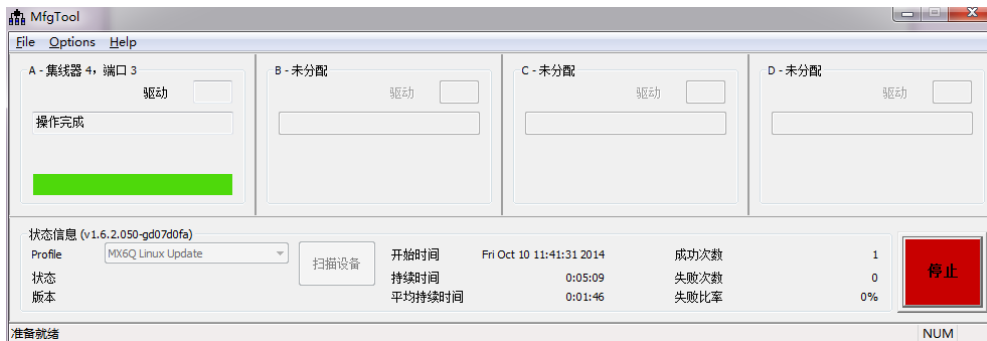 MfgTool
File Options Help
A - 集线器 4，端口 3 B - 未分配 C - 未分配 D - 未分配
驱动 驱动 驱动 驱动
操作完成
状态信息 (v1.6.2.050-gd07d0fa)
Profile MX6Q Linux Update 扫描设备 开始时间 Fri Oct 10 11:41:31 2014 成功次数 1 停止
状态 持续时间 0:05:09 失败次数 0
版本 平均持续时间 0:01:46 失败比率 0%
准备就绪 NUM